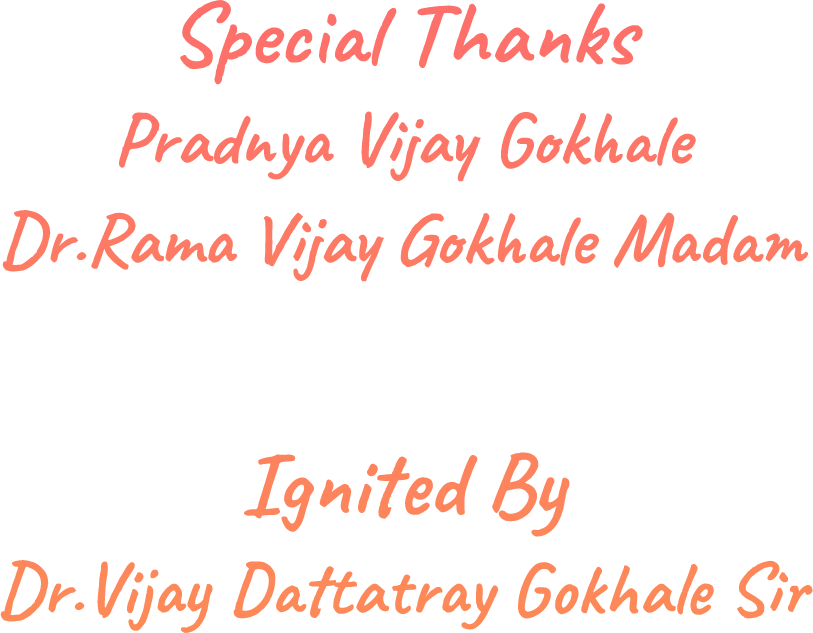 Special Thanks
Pradnya Vijay Gokhale
Dr.Rama Vijay Gokhale Madam
Ignited By
Dr.Vijay Dattatray Gokhale Sir